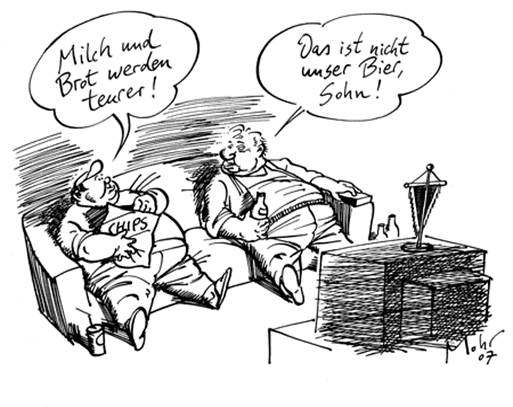 Milch und
Brot werden
teurer!
Das ist nicht
unser Bier,
Sohn!
CHIPS
Mohr
07